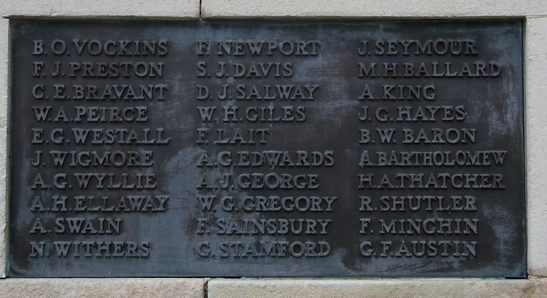 B.O.VOCKINS
F.J.PRESTON
C.E.BRAVANT
W.A.PEIRCE
E.G.WESTALL
J.WIGMORE
A.G.WYLLIE
A.H.ELLAWAY
A.SWAIN
N.WITHERS
F.NEWPORT
S.J.DAVIS
D.J.SALWAY
W.H.GILES
F.LAIT
A.G.EDWARDS
A.J.GEORGE
W.G.GREGORY
E.SAINSBURY
G.STAMFORD
J.SEYMOUR
M.H.BALLARD
A.KING
J.G.HAYES
B.W.BARON
A.BARTHOLOMEW
H.A.THATCHER
R.SHUTLER
F.MINCHIN
G.F.AUSTIN